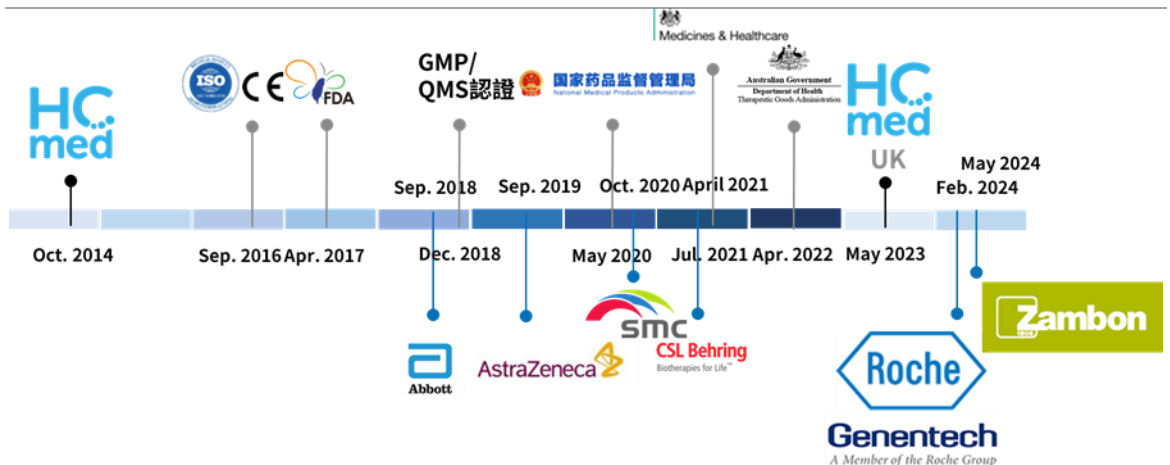 Medicines & Healthcare
GMP/
QMS認證
ISO
CE
FDA
国家药品监督管理局
National Medical Products Administration
Australian Government
Department of Health
Therapeutic Goods Administration
HC
med
HC
med
UK
May 2024
Sep. 2018
Sep. 2019
Oct. 2020
April 2021
Feb. 2024
Oct. 2014
Sep. 2016
Apr. 2017
Dec. 2018
May 2020
Jul. 2021
Apr. 2022
May 2023
Abbott
AstraZeneca
smc
CSL Behring
Biotherapies for Life™
Zambon
1906
Roche
Genentech
A Member of the Roche Group